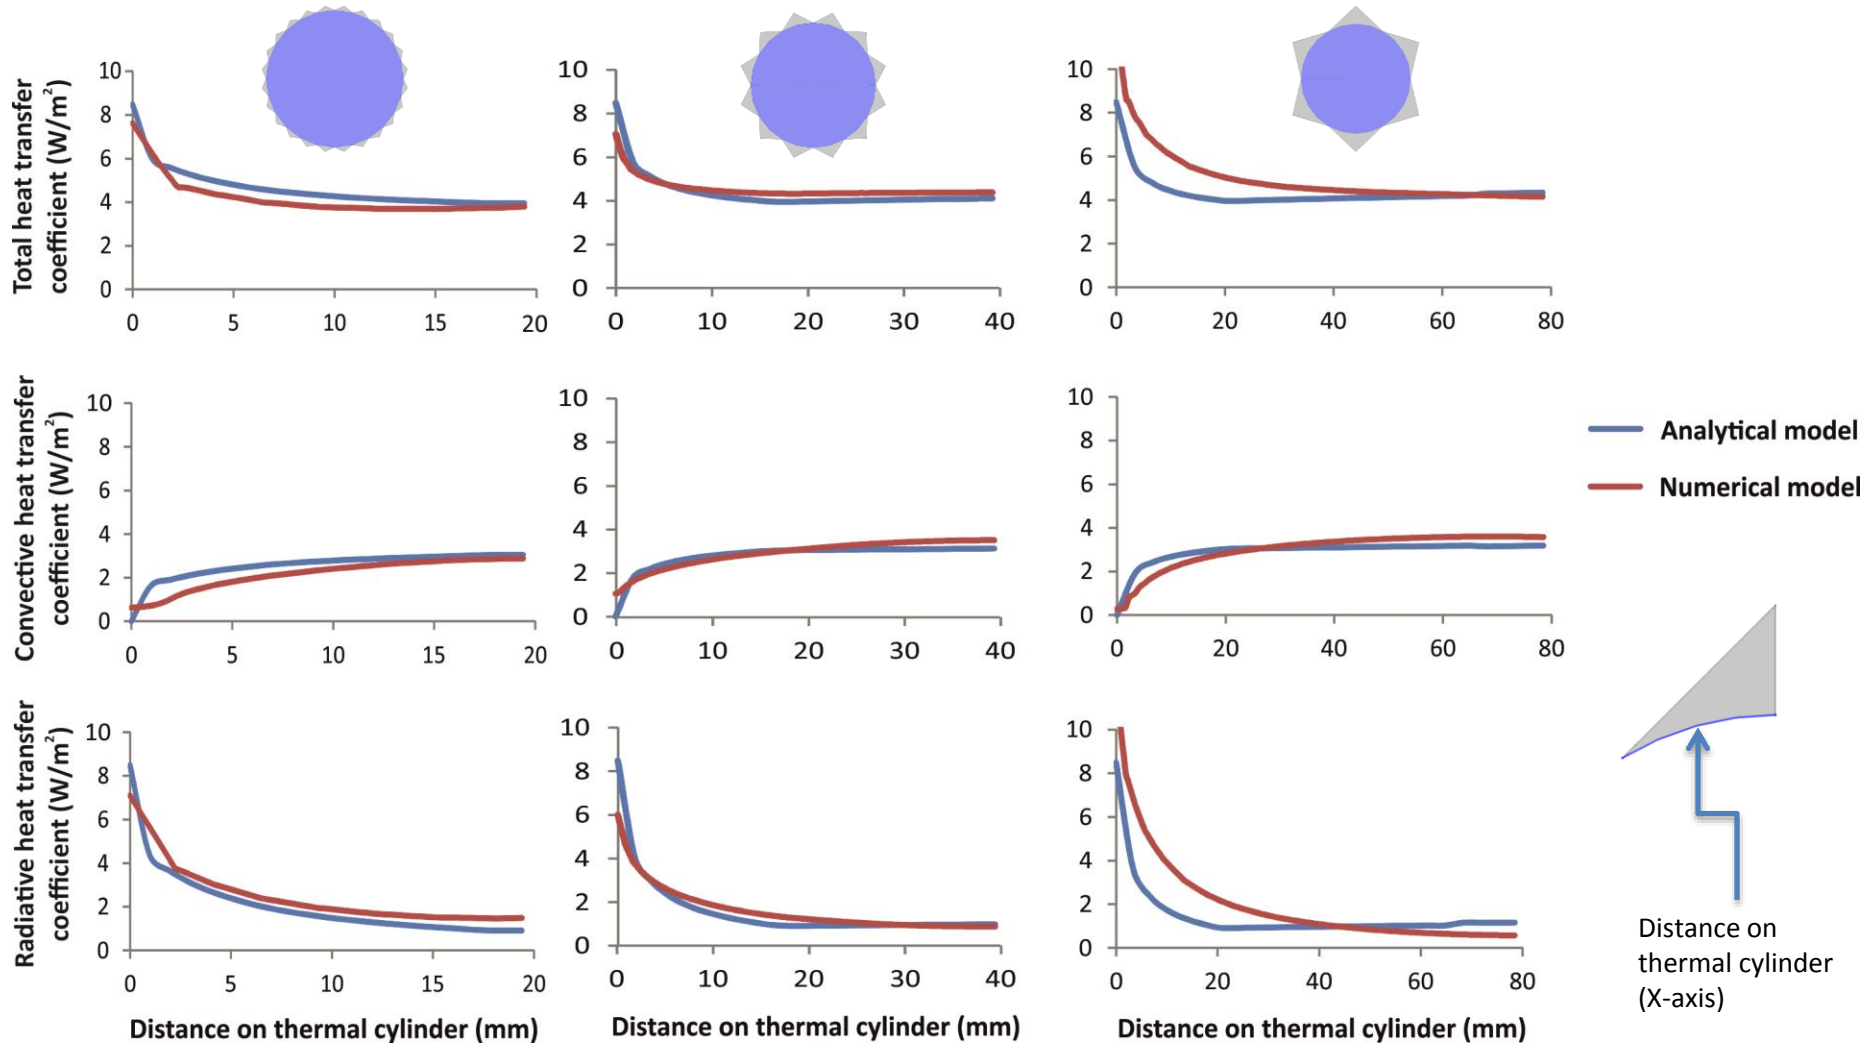 Total heat transfer
coefficient (W/m²)
10
8
6
4
2
0
0 5 10 15 20
10
8
6
4
2
0
0 10 20 30 40
10
8
6
4
2
0
0 20 40 60 80
Convective heat transfer
coefficient (W/m²)
10
8
6
4
2
0
0 5 10 15 20
10
8
6
4
2
0
0 10 20 30 40
10
8
6
4
2
0
0 20 40 60 80
Analytical model
Numerical model
Radiative heat transfer
coefficient (W/m²)
10
8
6
4
2
0
0 5 10 15 20
Distance on thermal cylinder (mm)
10
8
6
4
2
0
0 10 20 30 40
Distance on thermal cylinder (mm)
10
8
6
4
2
0
0 20 40 60 80
Distance on thermal cylinder (mm)
Distance on
thermal cylinder
(X-axis)